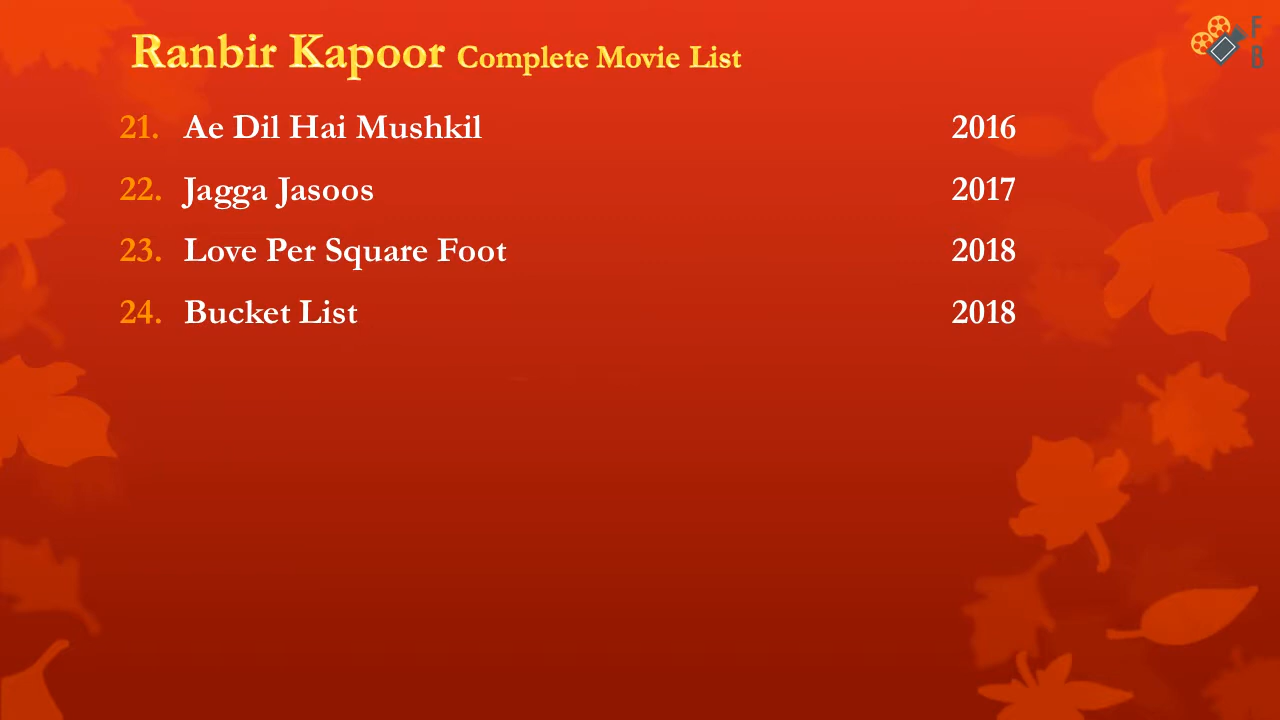 Ranbir Kapoor Complete Movie List
21. Ae Dil Hai Mushkil 2016
22. Jagga Jasoos 2017
23. Love Per Square Foot 2018
24. Bucket List 2018
F
B